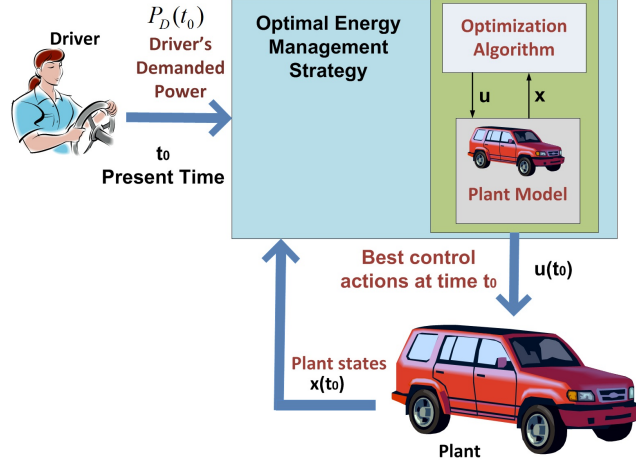 Driver
P_D(t_0)
Driver's
Demanded
Power
t0
Present Time
Optimal Energy
Management
Strategy
Optimization
Algorithm
u
x
Plant Model
Best control
actions at time t0
u(t0)
Plant states
x(t0)
Plant